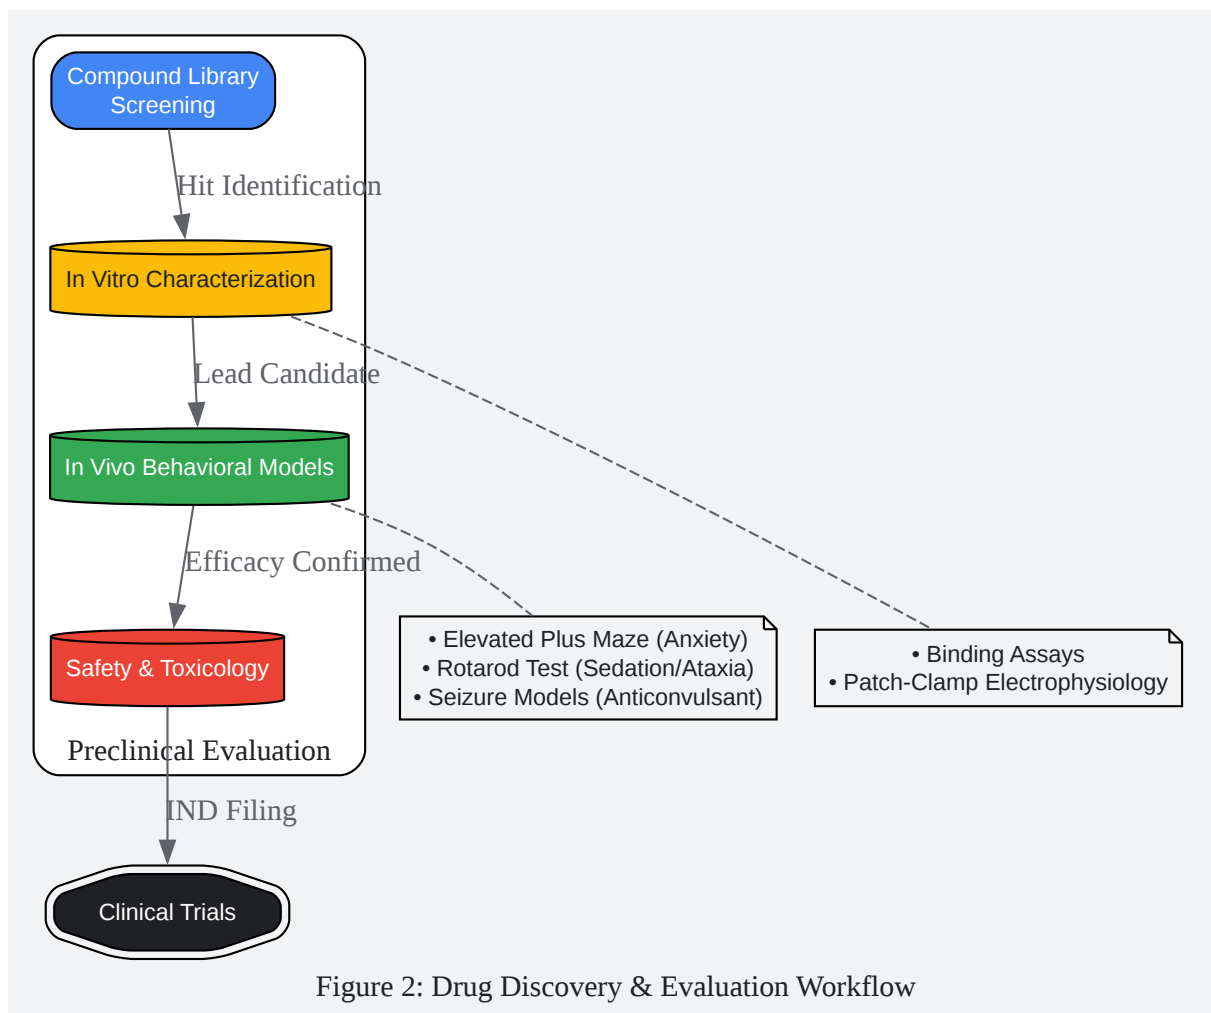 Compound Library
Screening
Hit Identification
In Vitro Characterization
Lead Candidate
In Vivo Behavioral Models
Efficacy Confirmed
Safety & Toxicology
• Elevated Plus Maze (Anxiety)
• Rotarod Test (Sedation/Ataxia)
• Seizure Models (Anticonvulsant)
• Binding Assays
• Patch-Clamp Electrophysiology
Preclinical Evaluation
IND Filing
Clinical Trials
Figure 2: Drug Discovery & Evaluation Workflow